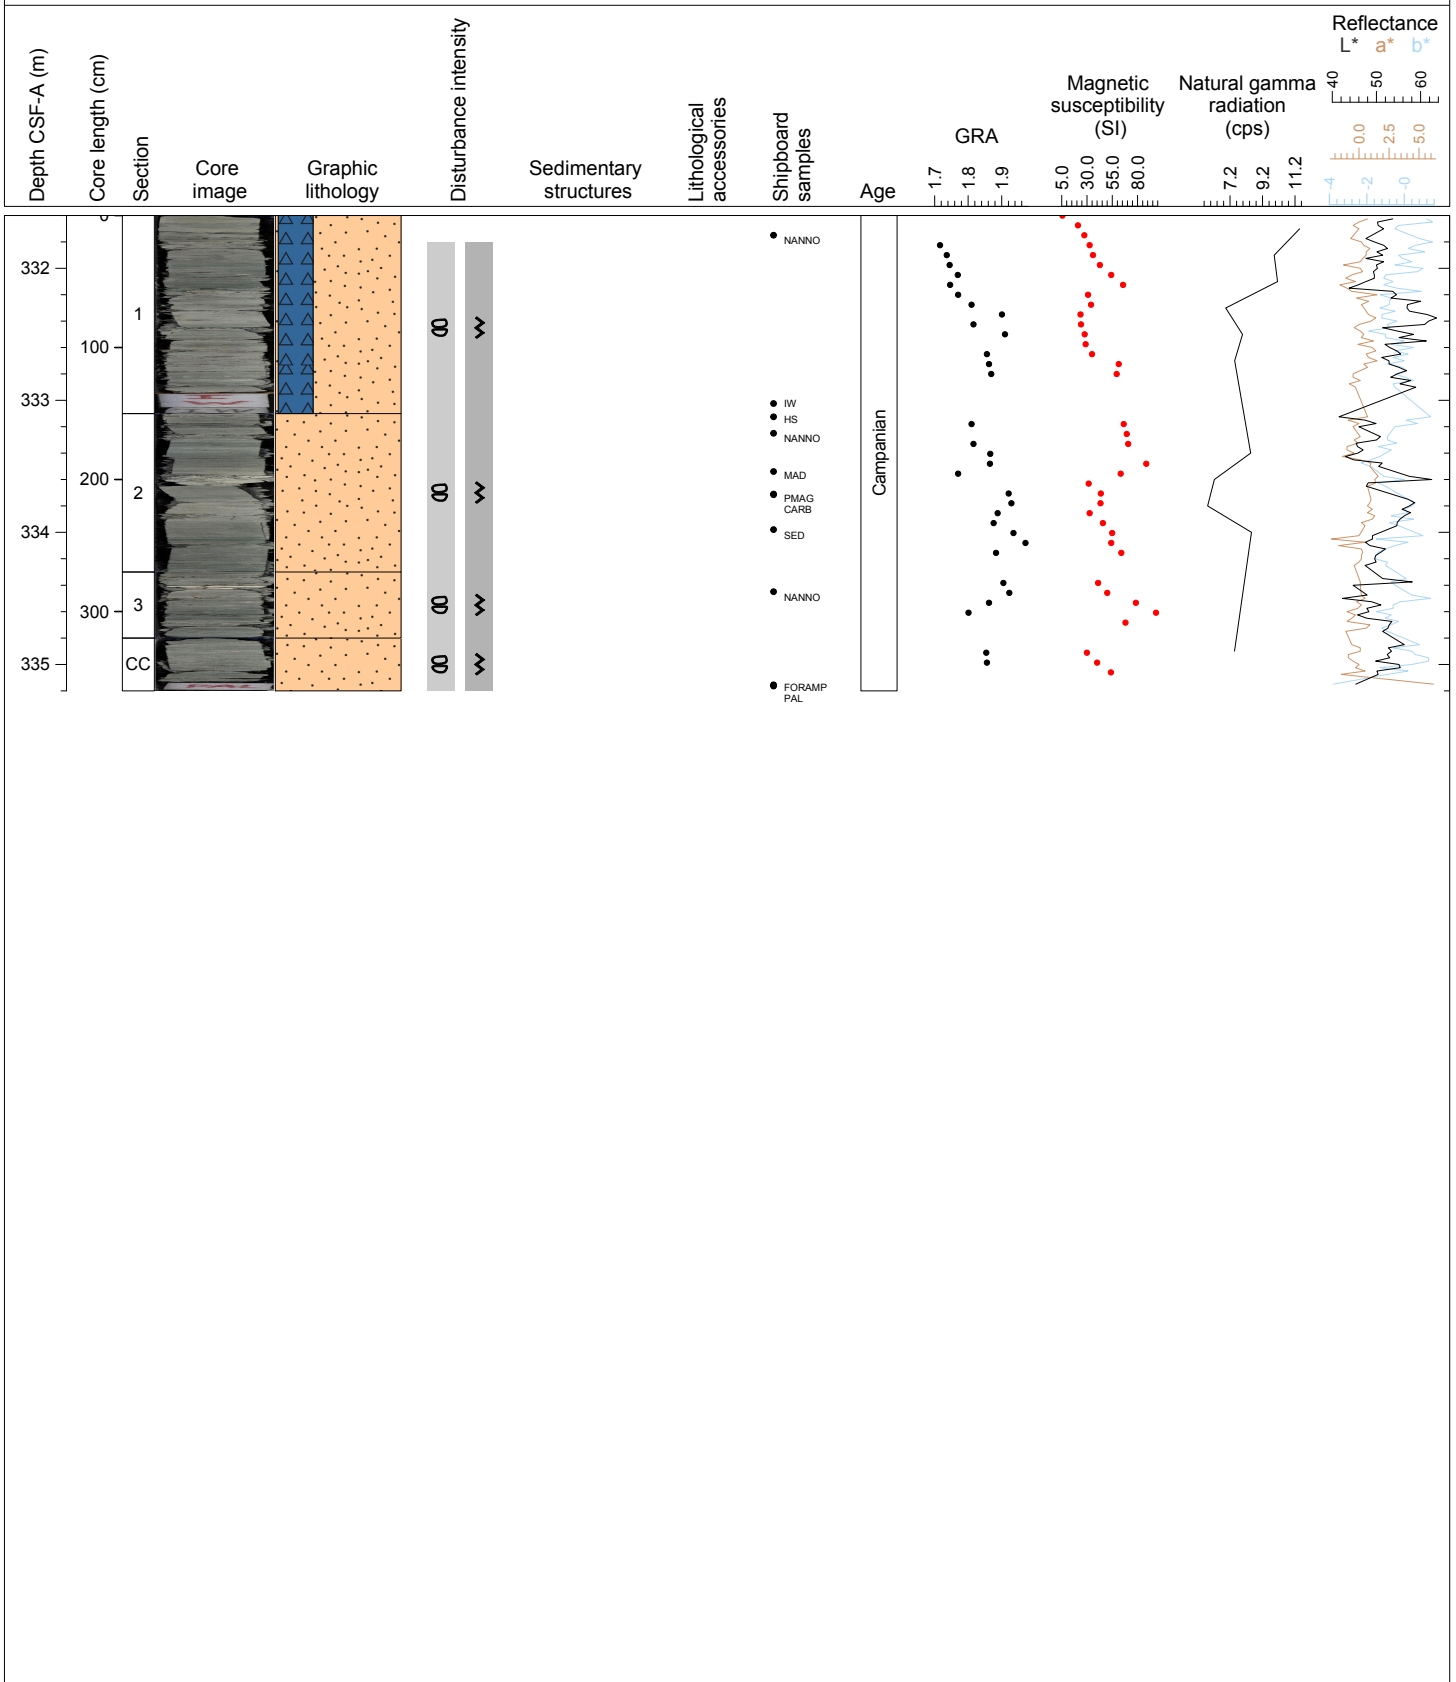 Depth CSF-A (m)
Core length (cm)
Section
Core
image
Graphic
lithology
Disturbance intensity
Sedimentary
structures
Lithological
accessories
Shipboard
samples
Age
GRA
1.7
1.8
1.9
Magnetic
susceptibility
(SI)
5.0
30.0
55.0
80.0
Natural gamma
radiation
(cps)
7.2
9.2
11.2
Reflectance
L* a* b*
40
50
60
0.0
2.5
5.0
-4
-2
-0
0
332
100
333
200
334
300
335
1
2
3
CC
NANNO
IW
HS
NANNO
MAD
PMAG
CARB
SED
NANNO
FORAMP
PAL
Campanian